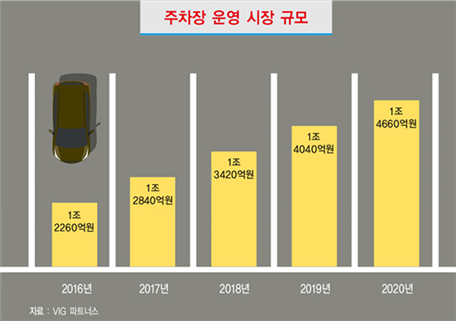 주차장 운영 시장 규모
1조
2260억원
1조
2840억원
1조
3420억원
1조
4040억원
1조
4660억원
2016년
2017년
2018년
2019년
2020년
자료 : VIG 파트너스